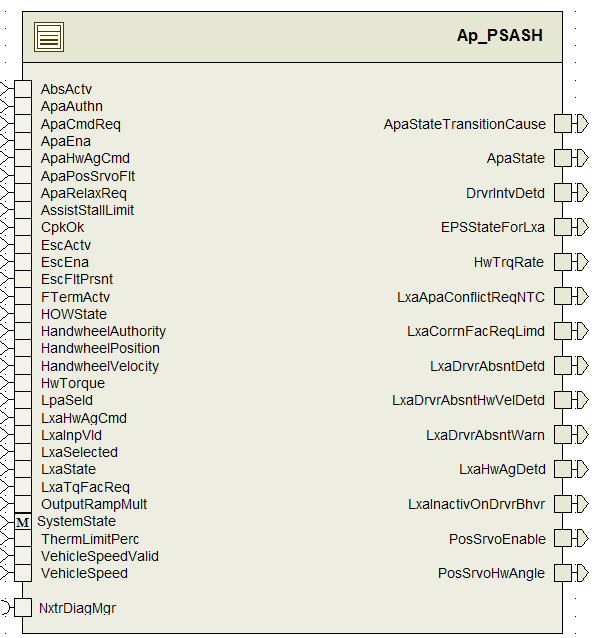 Ap_PSASH
AbsActv
ApaAuthn
ApaCmdReq
ApaEna
ApaHwAgCmd
ApaPosSrvoFlt
ApaRelaxReq
AssistStallLimit
CpkOk
EscActv
EscEna
EscFltPrsnt
FTermActv
HOWState
HandwheelAuthority
HandwheelPosition
HandwheelVelocity
HwTorque
LpaSeld
LxaHwAgCmd
LxaInpVld
LxaSelected
LxaState
LxaTqFacReq
OutputRampMult
M SystemState
ThermLimitPerc
VehicleSpeedValid
VehicleSpeed
NxtrDiagMgr
ApaStateTransitionCause
ApaState
DrvrIntvDetd
EPSStateForLxa
HwTrqRate
LxaApaConflictReqNTC
LxaCorrnFacReqLimd
LxaDrvrAbsntDetd
LxaDrvrAbsntHwVelDetd
LxaDrvrAbsntWarn
LxaHwAgDetd
LxaInactivOnDrvrBhvr
PosSrvoEnable
PosSrvoHwAngle